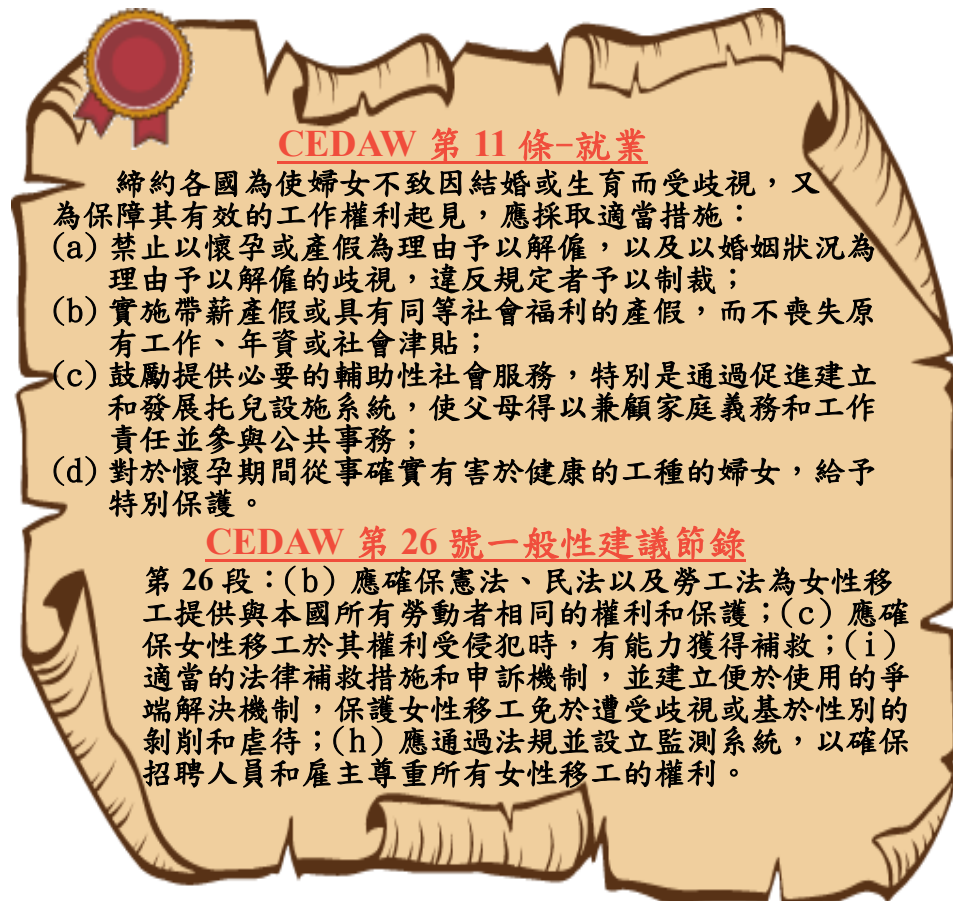 CEDAW 第 11 條-就業
締約各國為使婦女不致因結婚或生育而受歧視，又
為保障其有效的工作權利起見，應採取適當措施：
(a)禁止以懷孕或產假為理由予以解僱，以及以婚姻狀況為
理由予以解僱的歧視，違反規定者予以制裁；
(b)實施帶薪產假或具有同等社會福利的產假，而不喪失原
有工作、年資或社會津貼；
(c)鼓勵提供必要的輔助性社會服務，特別是通過促進建立
和發展托兒設施系統，使父母得以兼顧家庭義務和工作
責任並參與公共事務；
(d)對於懷孕期間從事確實有害於健康的工種的婦女，給予
特別保護。
CEDAW 第 26 號一般性建議節錄
第 26 段：(b) 應確保憲法、民法以及勞工法為女性移
工提供與本國所有勞動者相同的權利和保護；(c) 應確
保女性移工於其權利受侵犯時，有能力獲得補救；(i)
適當的法律補救措施和申訴機制，並建立便於使用的爭
端解決機制，保護女性移工免於遭受歧視或基於性別的
剝削和虐待；(h) 應通過法規並設立監測系統，以確保
招聘人員和雇主尊重所有女性移工的權利。